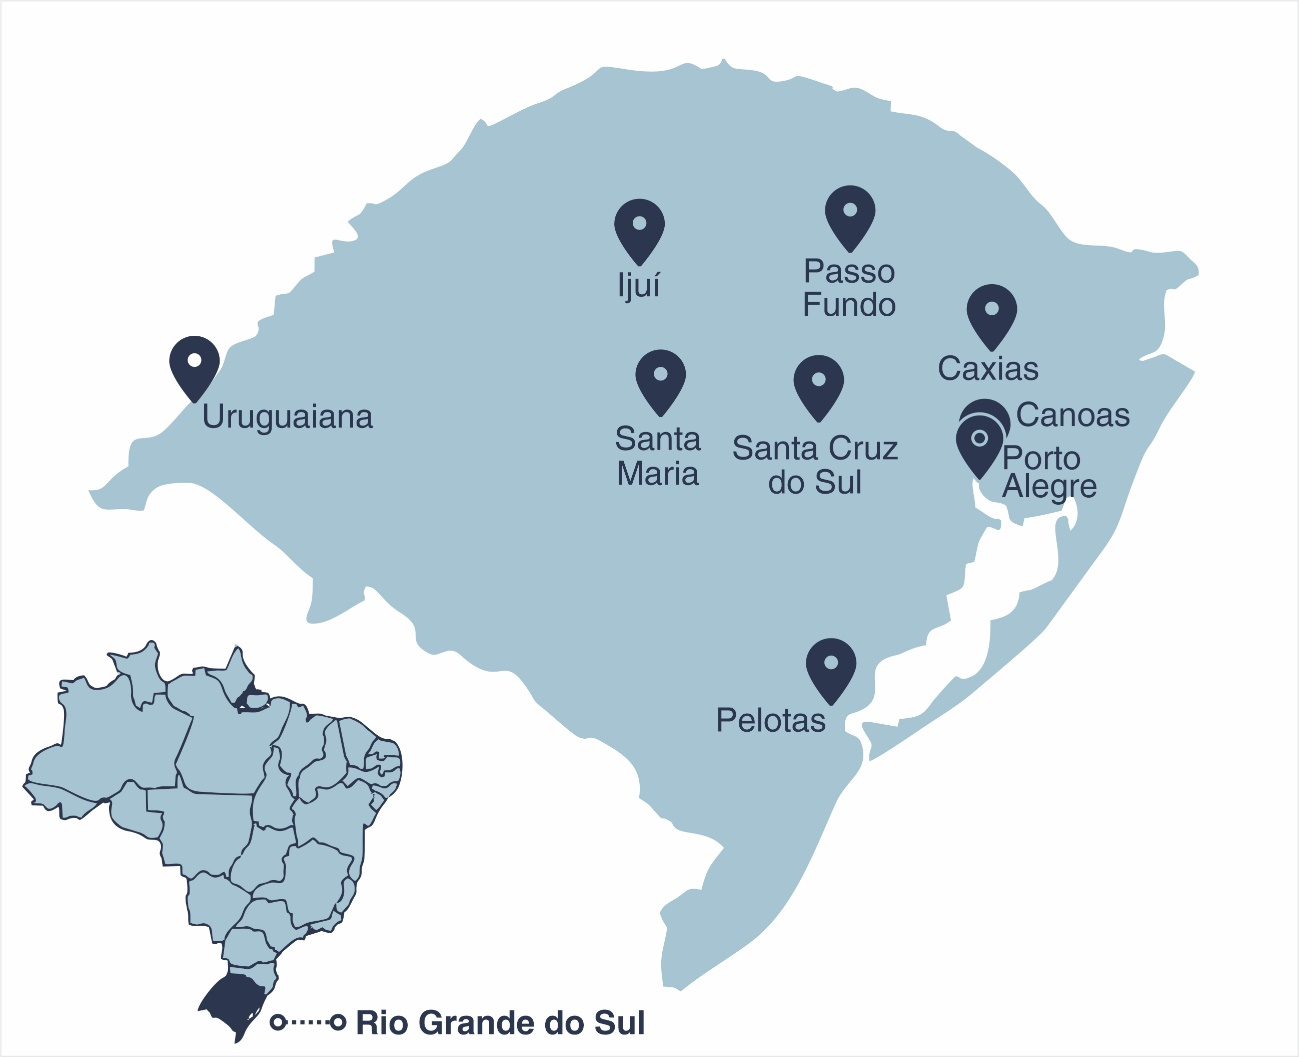 Ijuí
Passo
Fundo
Caxias
Uruguaiana
Santa
Maria
Santa Cruz
do Sul
Canoas
Porto
Alegre
Pelotas
Rio Grande do Sul